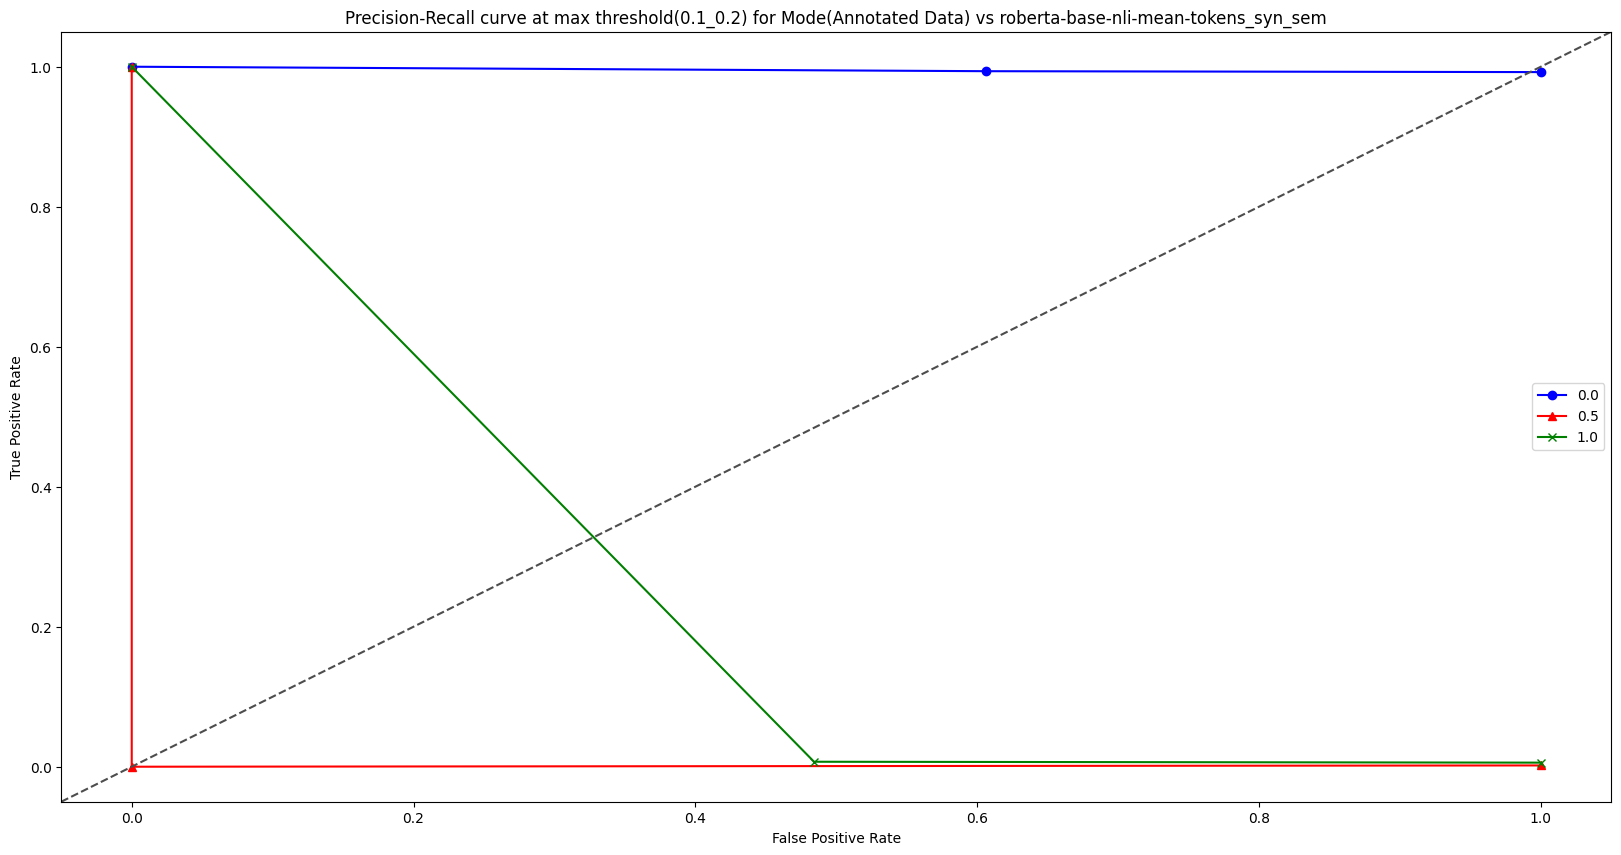 Precision-Recall curve at max threshold(0.1_0.2) for Mode(Annotated Data) vs roberta-base-nli-mean-tokens_syn_sem
1.0
0.8
0.6
0.4
0.2
0.0
True Positive Rate
0.0
0.5
1.0
0.0 0.2 0.4 0.6 0.8 1.0
False Positive Rate